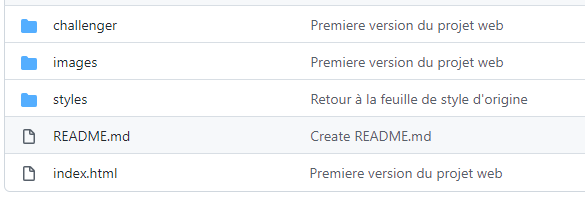 challenger Premiere version du projet web
images Premiere version du projet web
styles Retour à la feuille de style d'origine
README.md Create README.md
index.html Premiere version du projet web